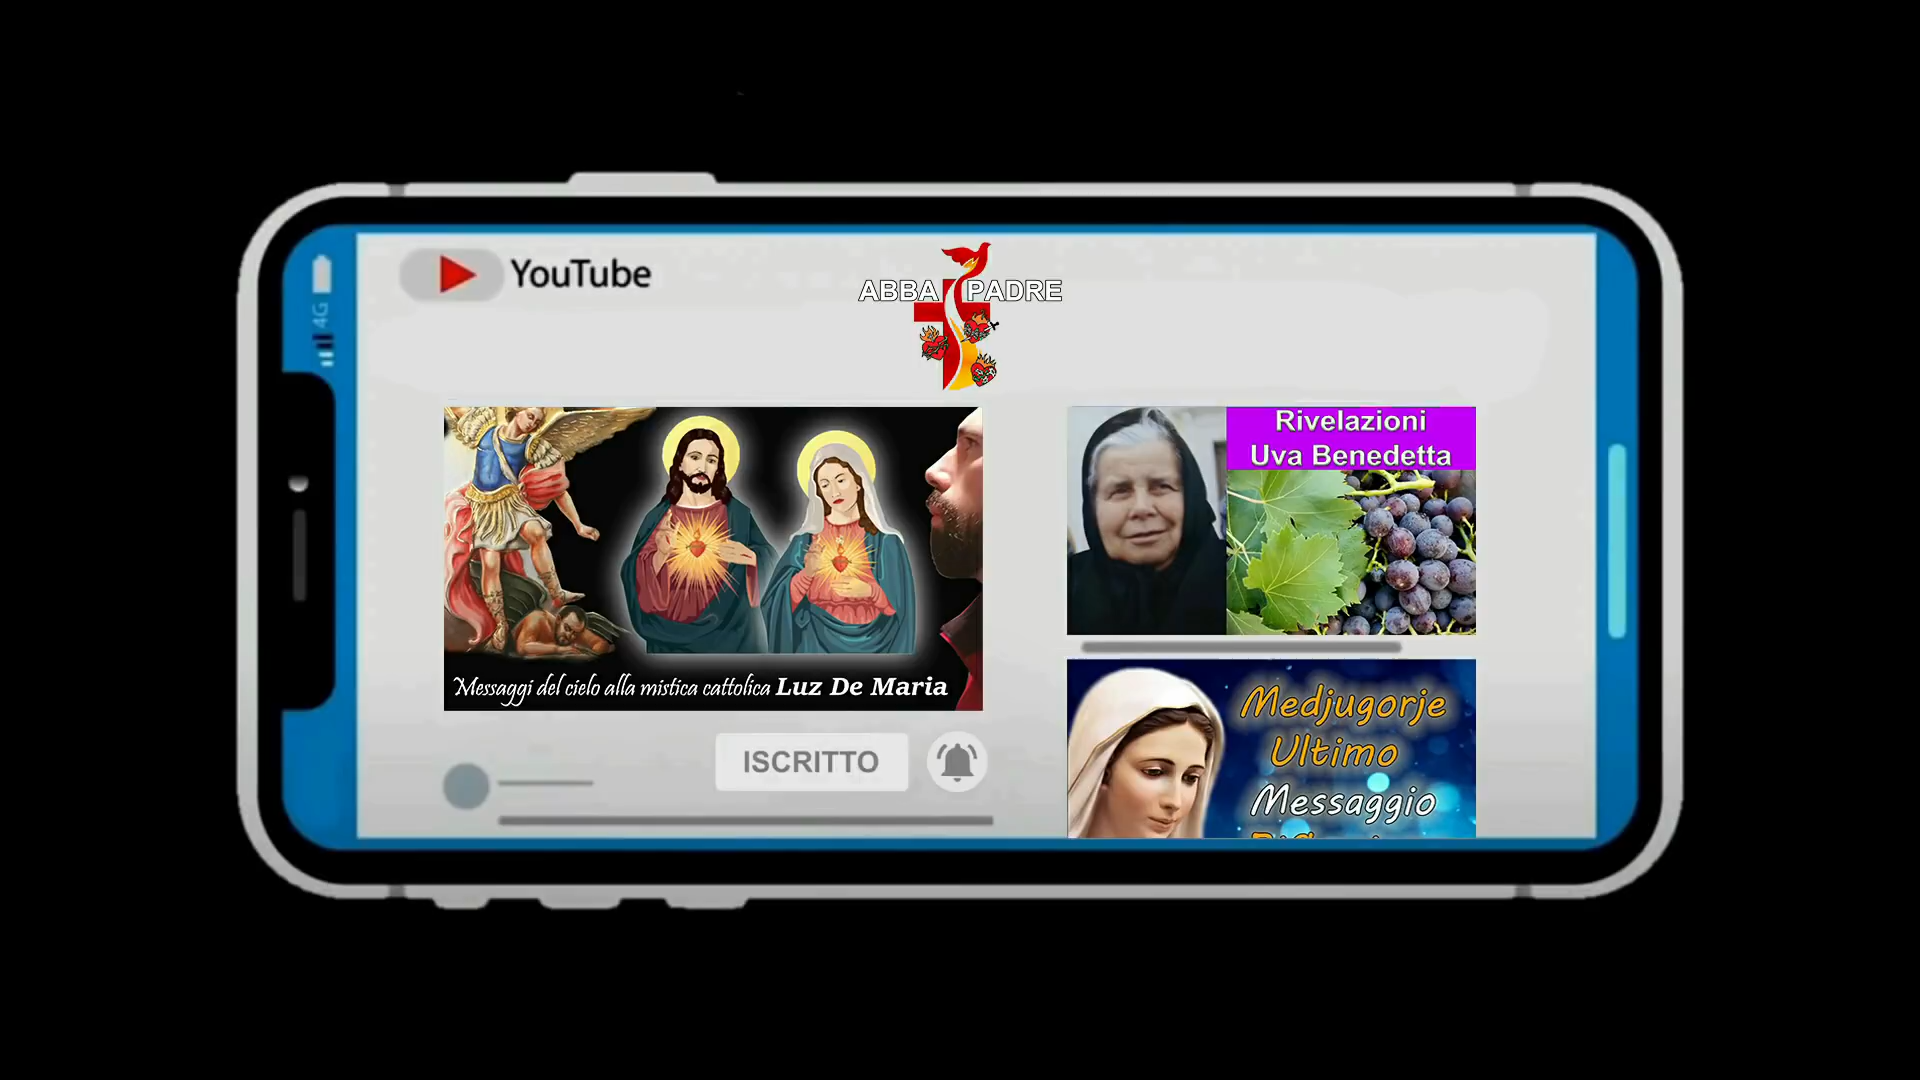 4G
YouTube
ABBA PADRE
Messaggi del cielo alla mistica cattolica Luz De Maria
ISCRITTO
Rivelazioni
Uva Benedetta
Medjugorje
Ultimo
Messaggio